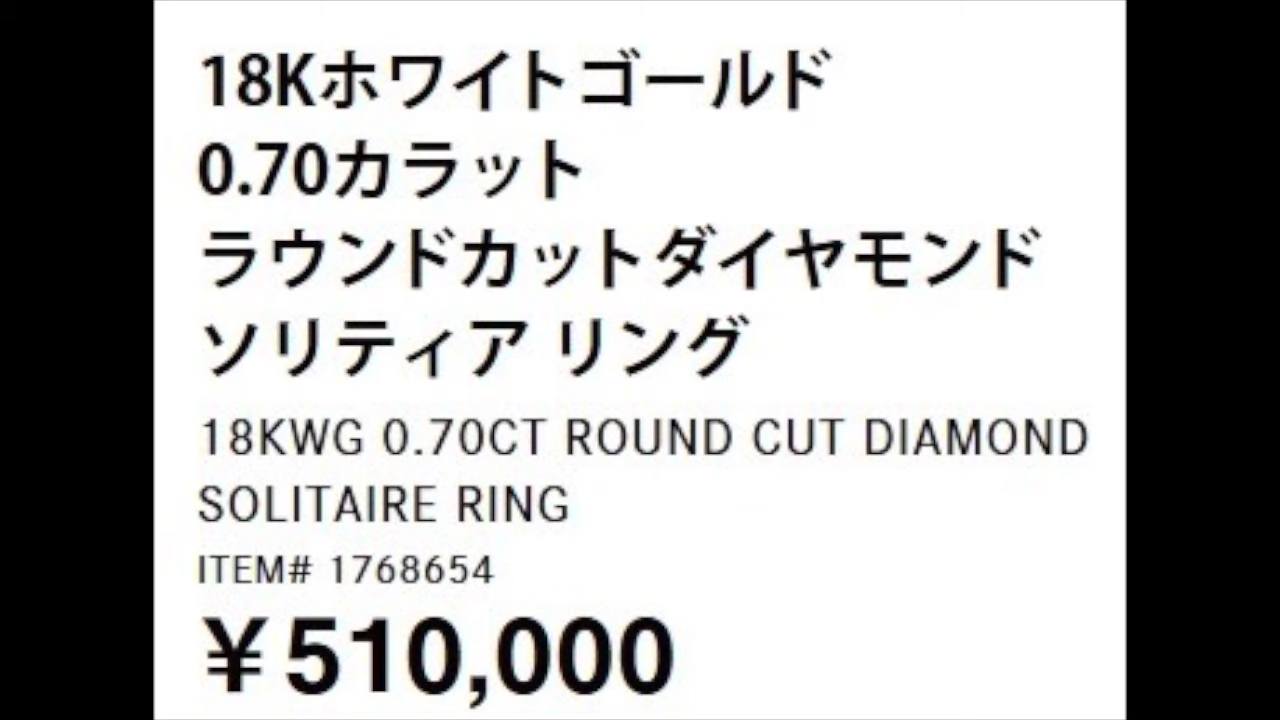 18Kホワイトゴールド
0.70カラット
ラウンドカットダイヤモンド
ソリティア リング
18KWG 0.70CT ROUND CUT DIAMOND
SOLITAIRE RING
ITEM# 1768654
¥510,000